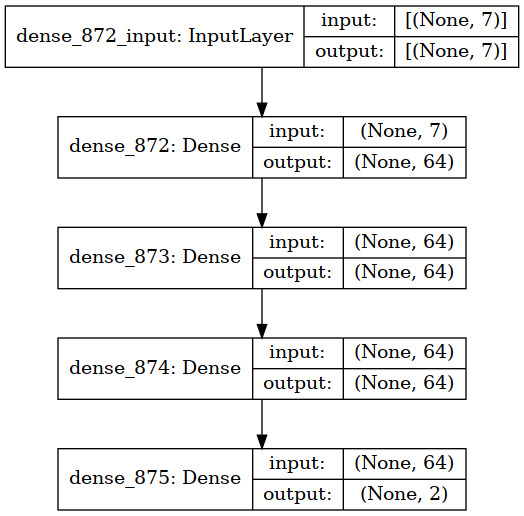 dense_872_input: InputLayer
input: [(None, 7)]
output: [(None, 7)]
dense_872: Dense
input: (None, 7)
output: (None, 64)
dense_873: Dense
input: (None, 64)
output: (None, 64)
dense_874: Dense
input: (None, 64)
output: (None, 64)
dense_875: Dense
input: (None, 64)
output: (None, 2)